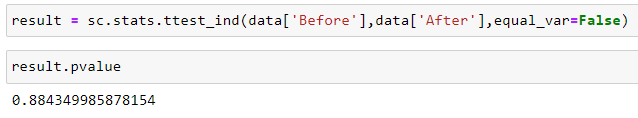 result = sc.stats.ttest_ind(data['Before'],data['After'],equal_var=False)
result.pvalue
0.884349985878154